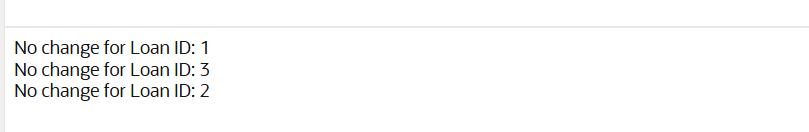 No change for Loan ID: 1
No change for Loan ID: 3
No change for Loan ID: 2